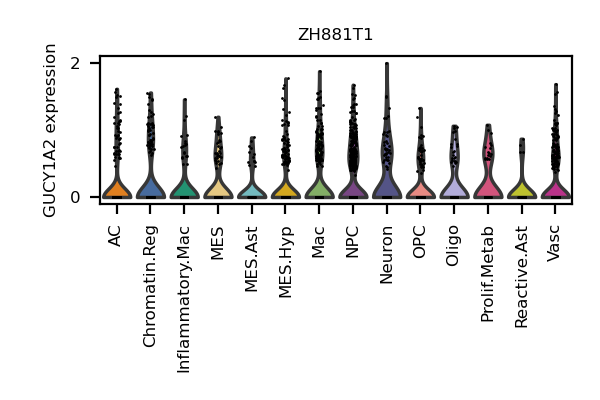 ZH881T1
GUCY1A2 expression
2
0
AC
Chromatin.Reg
Inflammatory.Mac
MES
MES.Ast
MES.Hyp
Mac
NPC
Neuron
OPC
Oligo
Prolif.Metab
Reactive.Ast
Vasc